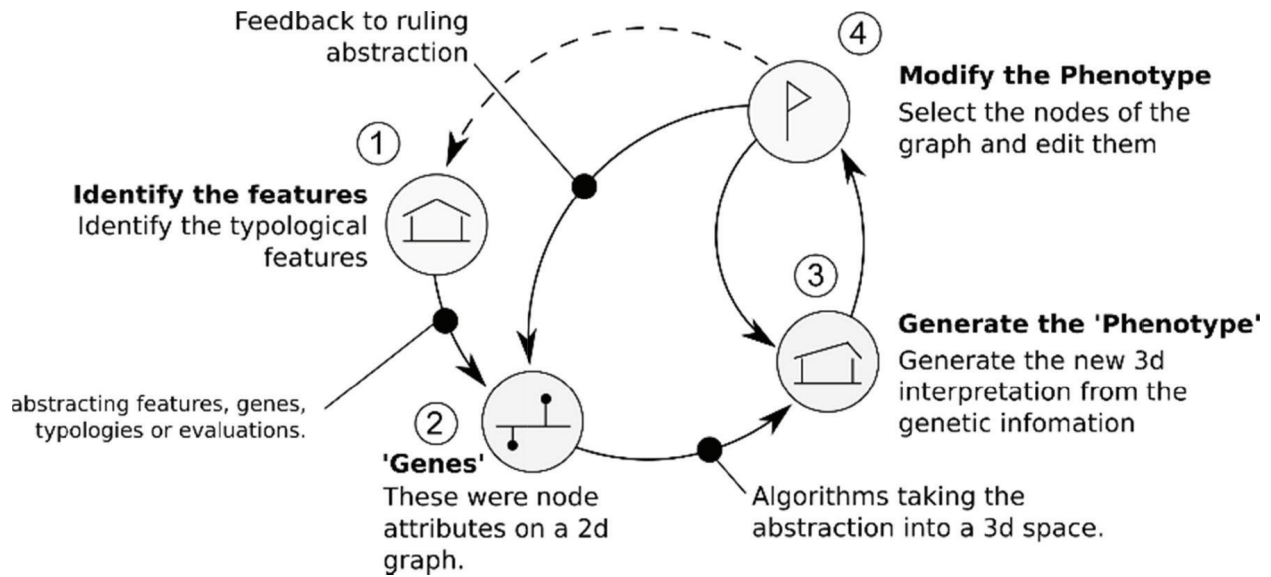 Feedback to ruling
abstraction
4
Modify the Phenotype
Select the nodes of the
graph and edit them
1
Identify the features
Identify the typological
features
3
Generate the 'Phenotype'
Generate the new 3d
interpretation from the
genetic infomation
abstracting features, genes,
typologies or evaluations.
2
'Genes'
These were node
attributes on a 2d
graph.
Algorithms taking the
abstraction into a 3d space.